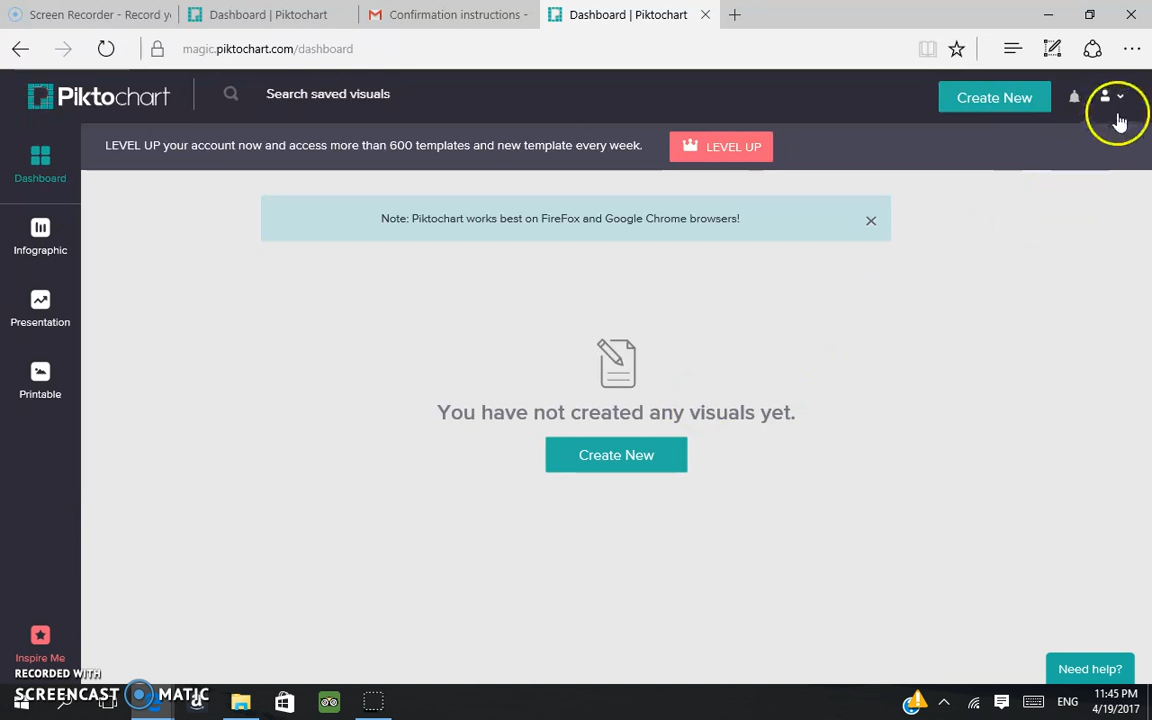 Screen Recorder - Record y
Dashboard | Piktochart
Confirmation instructions -
Dashboard | Piktochart
magic.piktochart.com/dashboard
Piktochart
Search saved visuals
Create New
LEVEL UP your account now and access more than 600 templates and new template every week.
LEVEL UP
Dashboard
Note: Piktochart works best on FireFox and Google Chrome browsers!
Infographic
Presentation
Printable
You have not created any visuals yet.
Create New
Inspire Me
Need help?
RECORDED WITH
SCREENCAST MATIC
a
ENG
11:45 PM
4/19/2017